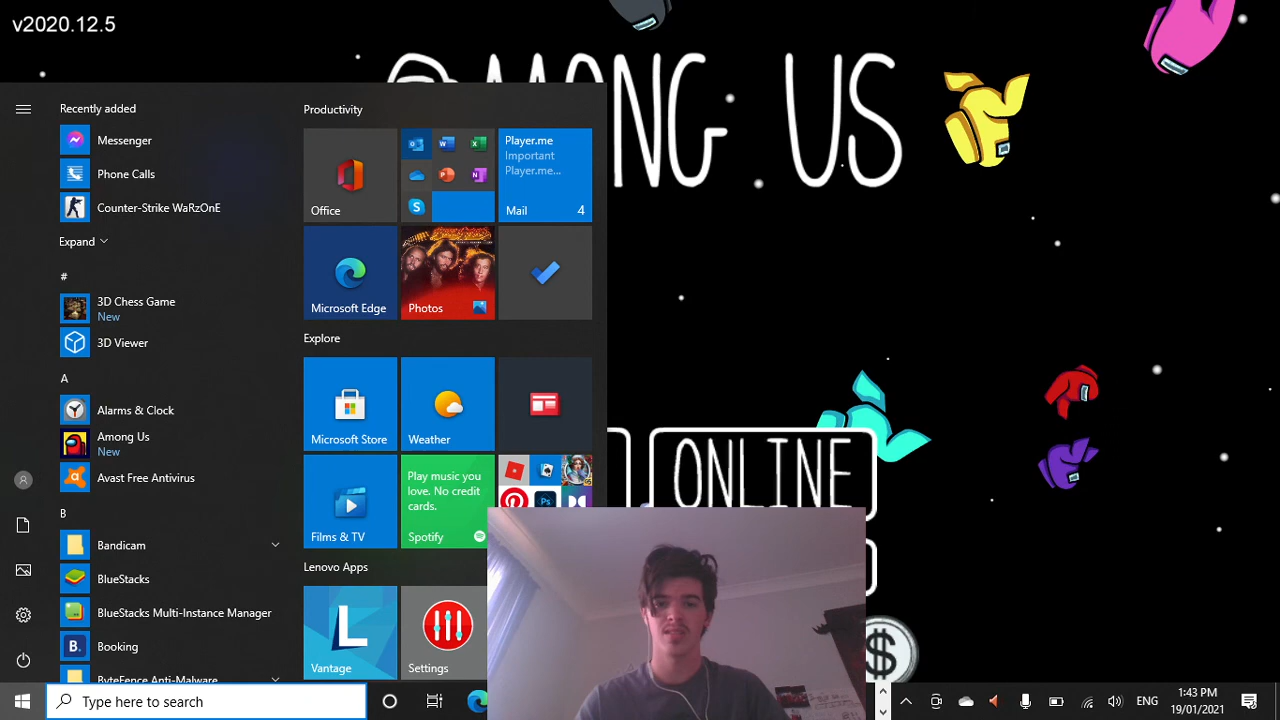 v2020.12.5
AMONG US
Recently added
Messenger
Phone Calls
Counter-Strike WaRzOnE
Expand
#
3D Chess Game
New
3D Viewer
A
Alarms & Clock
Among Us
New
Avast Free Antivirus
B
Bandicam
BlueStacks
BlueStacks Multi-Instance Manager
Booking
ByteFence Anti-Malware
Productivity
Office
Player.me
Important
Player.me...
Mail 4
Microsoft Edge
Photos
Explore
Microsoft Store
Weather
Films & TV
Play music you
love. No credit
cards.
Spotify
Lenovo Apps
Vantage
Settings
ONLINE
Type here to search
ENG
1:43 PM
19/01/2021